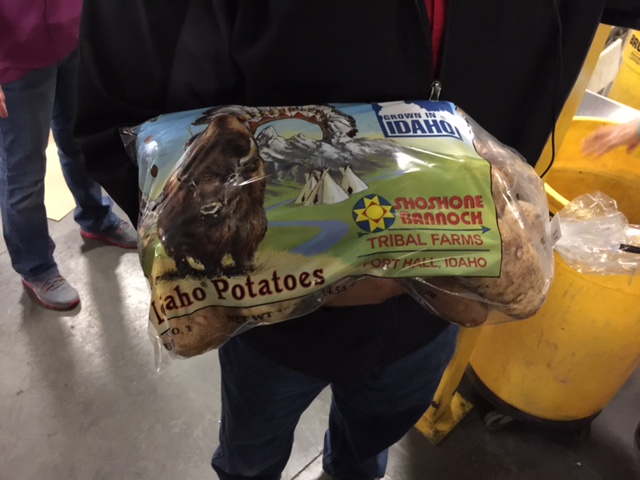 GROWN IN
IDAHO
SHOSHONE
BANNOCK
TRIBAL FARMS
FORT HALL, IDAHO
Idaho Potatoes
NET WT